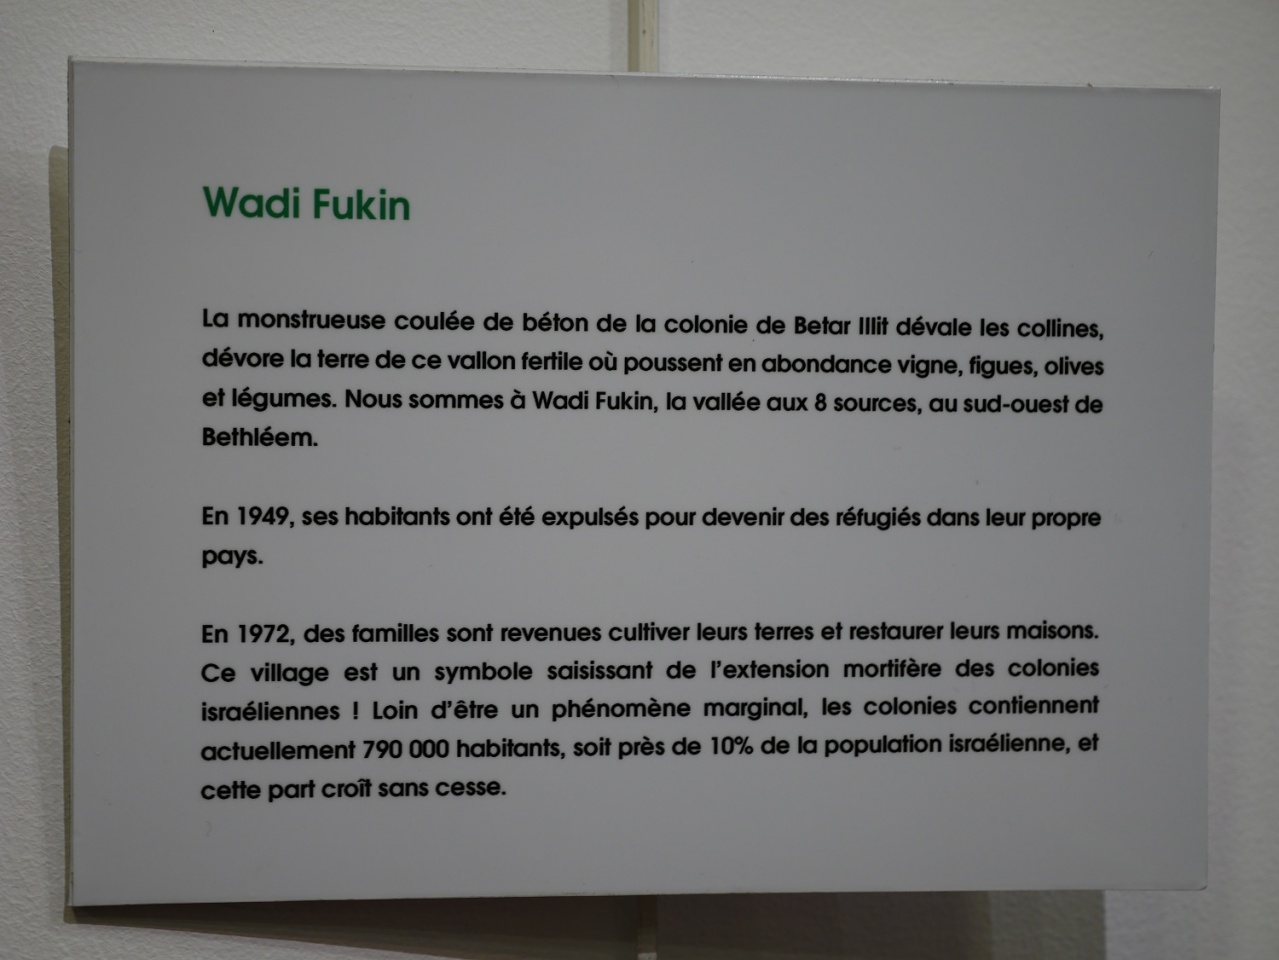 Wadi Fukin
La monstrueuse coulée de béton de la colonie de Betar Illit dévale les collines,
dévore la terre de ce vallon fertile où poussent en abondance vigne, figues, olives
et légumes. Nous sommes à Wadi Fukin, la vallée aux 8 sources, au sud-ouest de
Bethléem.
En 1949, ses habitants ont été expulsés pour devenir des réfugiés dans leur propre
pays.
En 1972, des familles sont revenues cultiver leurs terres et restaurer leurs maisons.
Ce village est un symbole saisissant de l'extension mortifère des colonies
israéliennes ! Loin d'être un phénomène marginal, les colonies contiennent
actuellement 790 000 habitants, soit près de 10% de la population israélienne, et
cette part croît sans cesse.